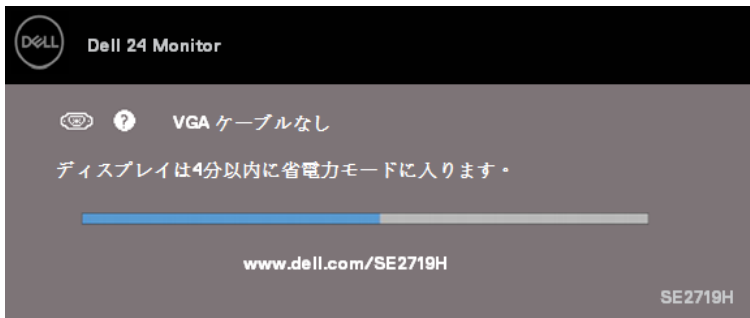 DELL
Dell 24 Monitor
? VGA ケーブルなし
ディスプレイは4分以内に省電力モードに入ります。
www.dell.com/SE2719H
SE2719H